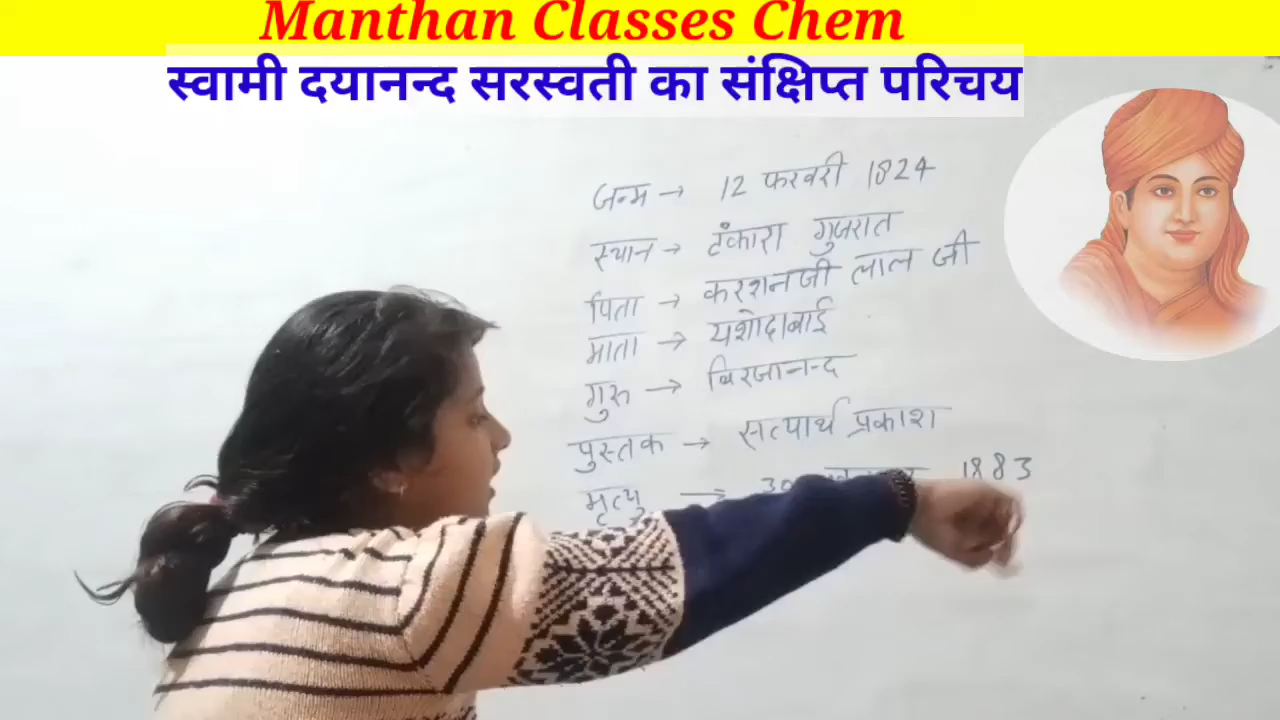 Manthan Classes Chem
स्वामी दयानन्द सरस्वती का संक्षिप्त परिचय
जन्म → 12 फरवरी 1824
स्थान → टंकारा गुजरात
पिता → करशनजी लाल जी
माता → यशोदाबाई
गुरु → बिरजानन्द
पुस्तक → सत्यार्थ प्रकाश
मृत्यु → 30 1883